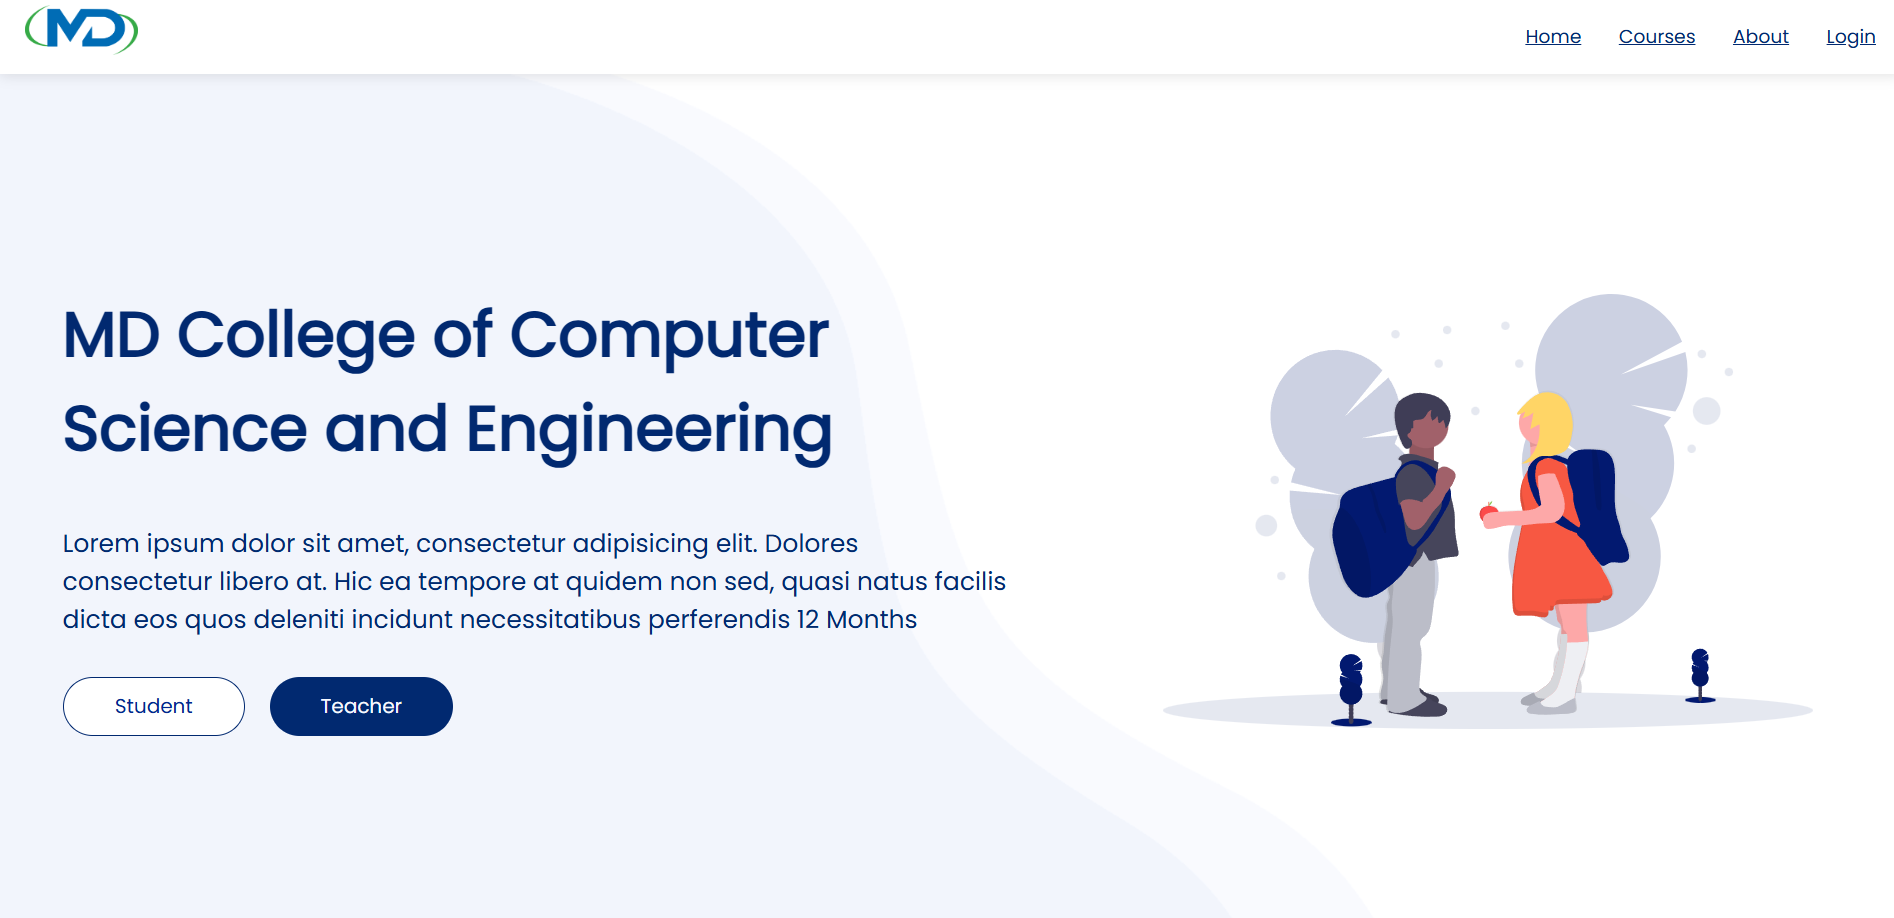 MD
Home Courses About Login
MD College of Computer
Science and Engineering
Lorem ipsum dolor sit amet, consectetur adipisicing elit. Dolores
consectetur libero at. Hic ea tempore at quidem non sed, quasi natus facilis
dicta eos quos deleniti incidunt necessitatibus perferendis 12 Months
Student Teacher